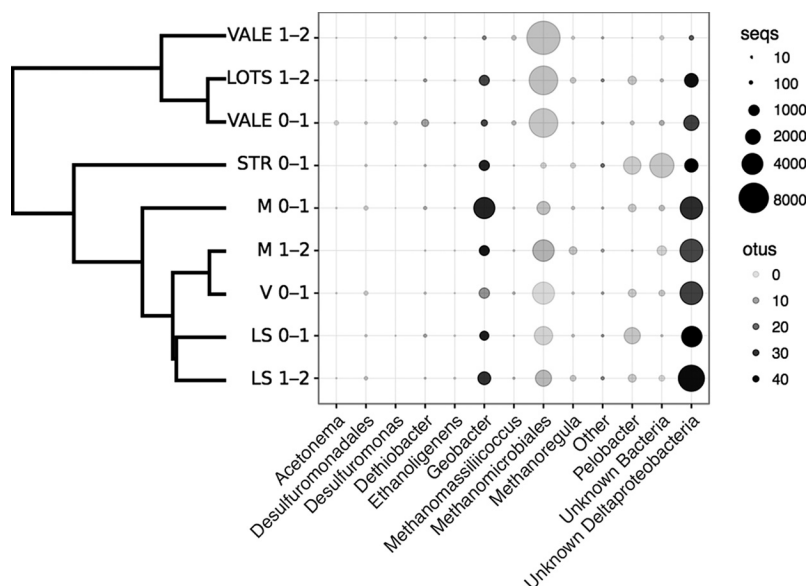 VALE 1–2
LOTS 1–2
VALE 0–1
STR 0–1
M 0–1
M 1–2
V 0–1
LS 0–1
LS 1–2
Acetonema
Desulfuromonadales
Desulfuromonas
Dethiobacter
Ethanoligenens
Geobacter
Methanomassiliicoccus
Methanomicrobiales
Methanoregula
Other
Pelobacter
Unknown Bacteria
Unknown Deltaproteobacteria
seqs
10
100
1000
2000
4000
8000
otus
0
10
20
30
40